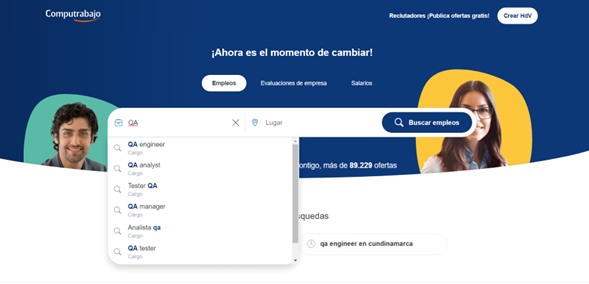 Computrabajo
Reclutadores ¡Publica ofertas gratis!
Crear HdV
¡Ahora es el momento de cambiar!
Empleos
Evaluaciones de empresa
Salarios
QA
Lugar
Buscar empleos
QA engineer
Cargo
QA analyst
Cargo
Tester QA
Cargo
QA manager
Cargo
Analista qa
Cargo
QA tester
Cargo
ontigo, más de 89.229 ofertas
squedas
qa engineer en cundinamarca